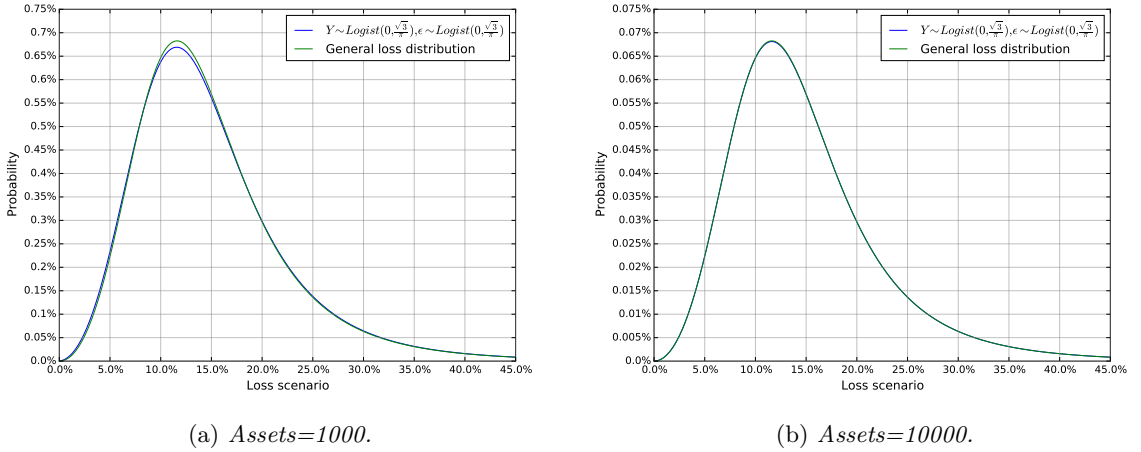 0.75%
0.7%
0.65%
0.6%
0.55%
0.5%
0.45%
0.4%
0.35%
0.3%
0.25%
0.2%
0.15%
0.1%
0.05%
0.0%
Probability
0.0% 5.0% 10.0% 15.0% 20.0% 25.0% 30.0% 35.0% 40.0% 45.0%
Loss scenario
Y~Logist(0,√3/π),ϵ~Logist(0,√3/π)
General loss distribution
(a) Assets=1000.
0.075%
0.07%
0.065%
0.06%
0.055%
0.05%
0.045%
0.04%
0.035%
0.03%
0.025%
0.02%
0.015%
0.01%
0.005%
0.0%
Probability
0.0% 5.0% 10.0% 15.0% 20.0% 25.0% 30.0% 35.0% 40.0% 45.0%
Loss scenario
Y~Logist(0,√3/π),ϵ~Logist(0,√3/π)
General loss distribution
(b) Assets=10000.